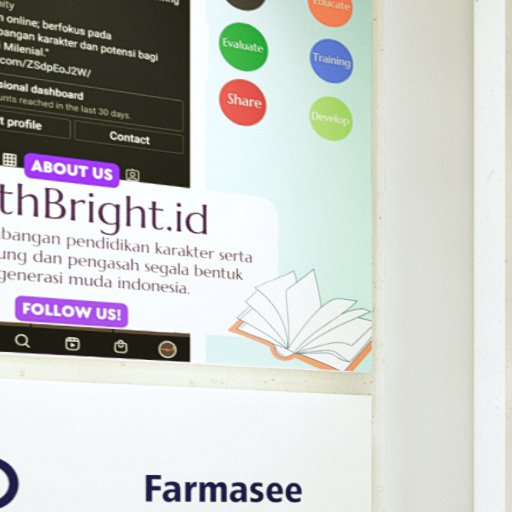 nity
n online; berfokus pada
bangan karakter dan potensi bagi
Milenial."
.com/ZSdpEoJ2W/
sional dashboard
unts reached in the last 30 days.
t profile
Contact
Educate
Evaluate
Training
Share
Develop
ABOUT US
thBright.id
bangan pendidikan karakter serta
ung dan pengasah segala bentuk
generasi muda indonesia.
FOLLOW US!
Farmasee